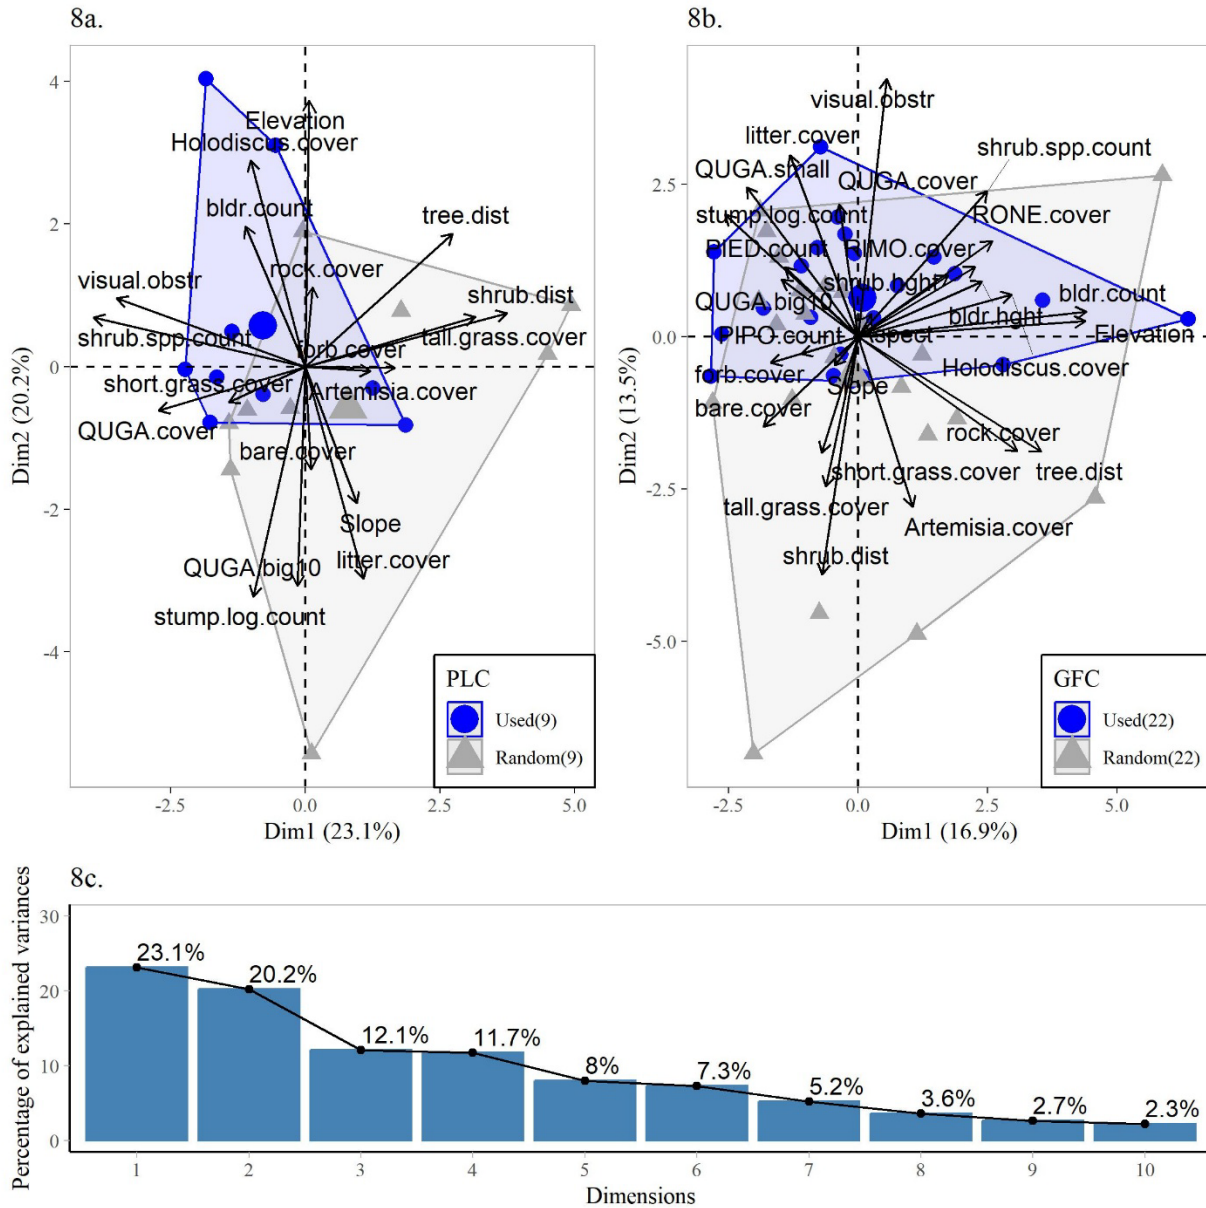 8a.
4
2
0
-2
-4
Dim2 (20.2%)
Elevation
Holodiscus.cover
bldr.count
tree.dist
rock.cover
visual.obstr
shrub.dist
shrub.spp.count
tall.grass.cover
forb.cover
short.grass.cover
Artemisia.cover
QUGA.cover
bare.cover
Slope
QUGA.big10
litter.cover
stump.log.count
PLC
Used(9)
Random(9)
-2.5
0.0
2.5
5.0
Dim1 (23.1%)
8b.
2.5
0.0
-2.5
-5.0
Dim2 (13.5%)
visual.obstr
litter.cover
shrub.spp.count
QUGA.small
QUGA.cover
stump.log.count
RONE.cover
PIED.count
RIMO.cover
shrub.hght
QUGA.big10
bldr.count
bldr.hght
PIPO.count
Aspect
Elevation
forb.cover
Holodiscus.cover
Slope
bare.cover
rock.cover
short.grass.cover
tree.dist
tall.grass.cover
Artemisia.cover
shrub.dist
GFC
Used(22)
Random(22)
-2.5
0.0
2.5
5.0
Dim1 (16.9%)
8c.
Percentage of explained variances
30
20
10
0
23.1%
20.2%
12.1%
11.7%
8%
7.3%
5.2%
3.6%
2.7%
2.3%
1
2
3
4
5
6
7
8
9
10
Dimensions